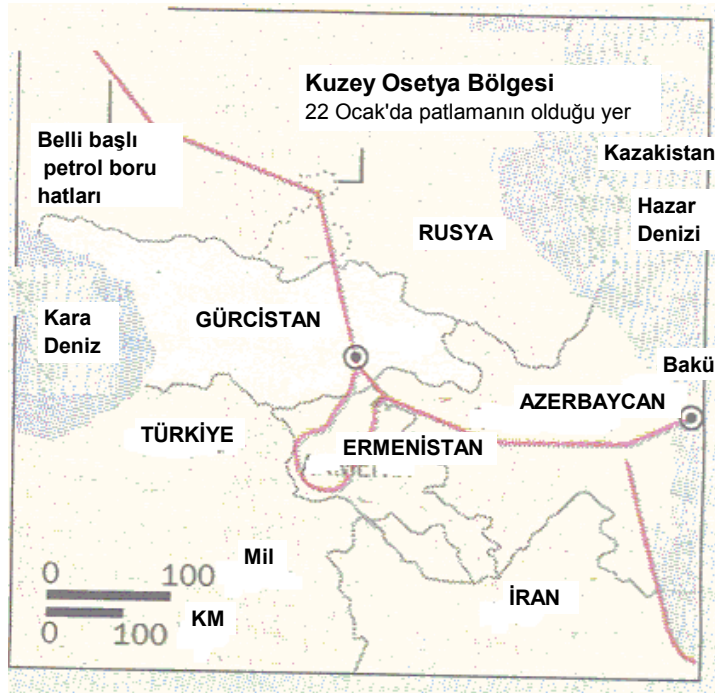 Kuzey Osetya Bölgesi
22 Ocak'da patlamanın olduğu yer
Belli başlı
petrol boru
hatları
Kazakistan
Hazar
Denizi
RUSYA
Kara
Deniz
GÜRCİSTAN
Bakü
AZERBAYCAN
TÜRKİYE
ERMENİSTAN
Mil
0 100
KM
0 100
İRAN